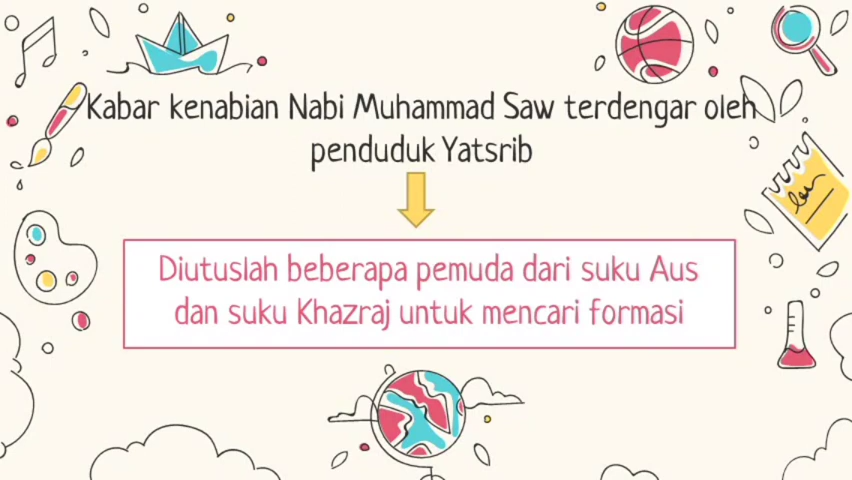 Kabar kenabian Nabi Muhammad Saw terdengar oleh
penduduk Yatsrib
Diutuslah beberapa pemuda dari suku Aus
dan suku Khazraj untuk mencari formasi